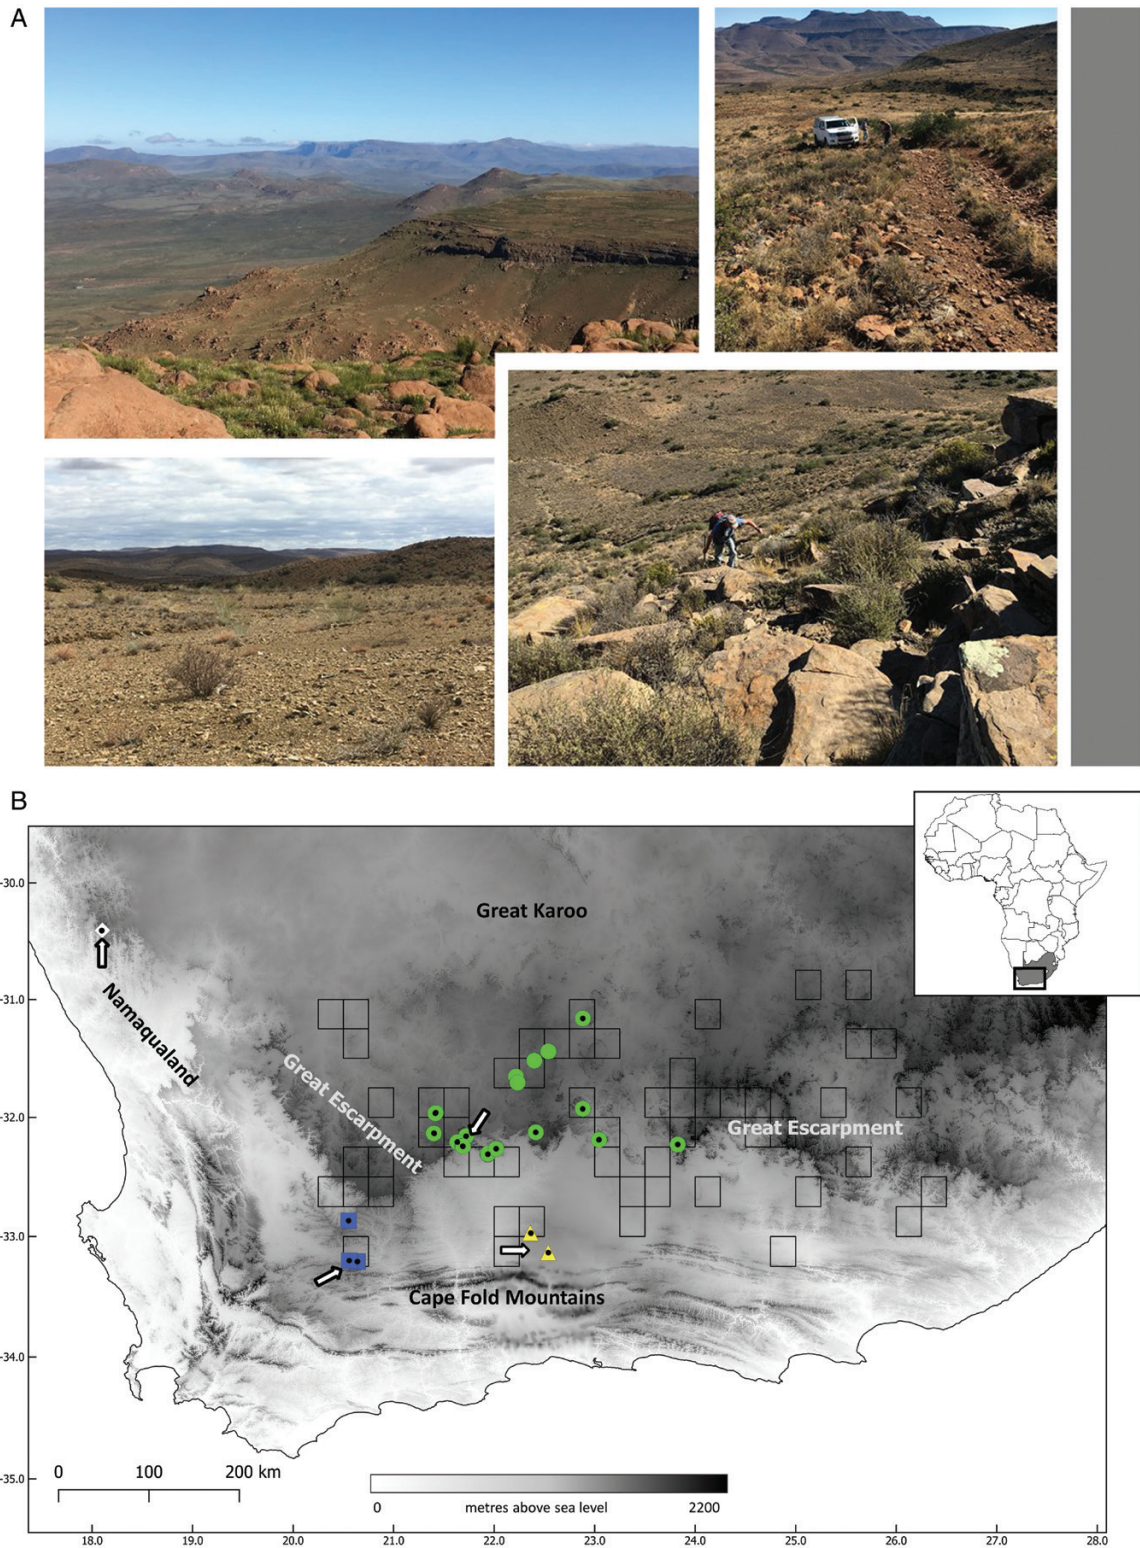 A
B
-30.0
Great Karoo
-31.0
Namaqualand
Great Escarpment
-32.0
Great Escarpment
-33.0
Cape Fold Mountains
-34.0
-35.0
0 100 200 km
0 metres above sea level 2200
18.0 19.0 20.0 21.0 22.0 23.0 24.0 25.0 26.0 27.0 28.0